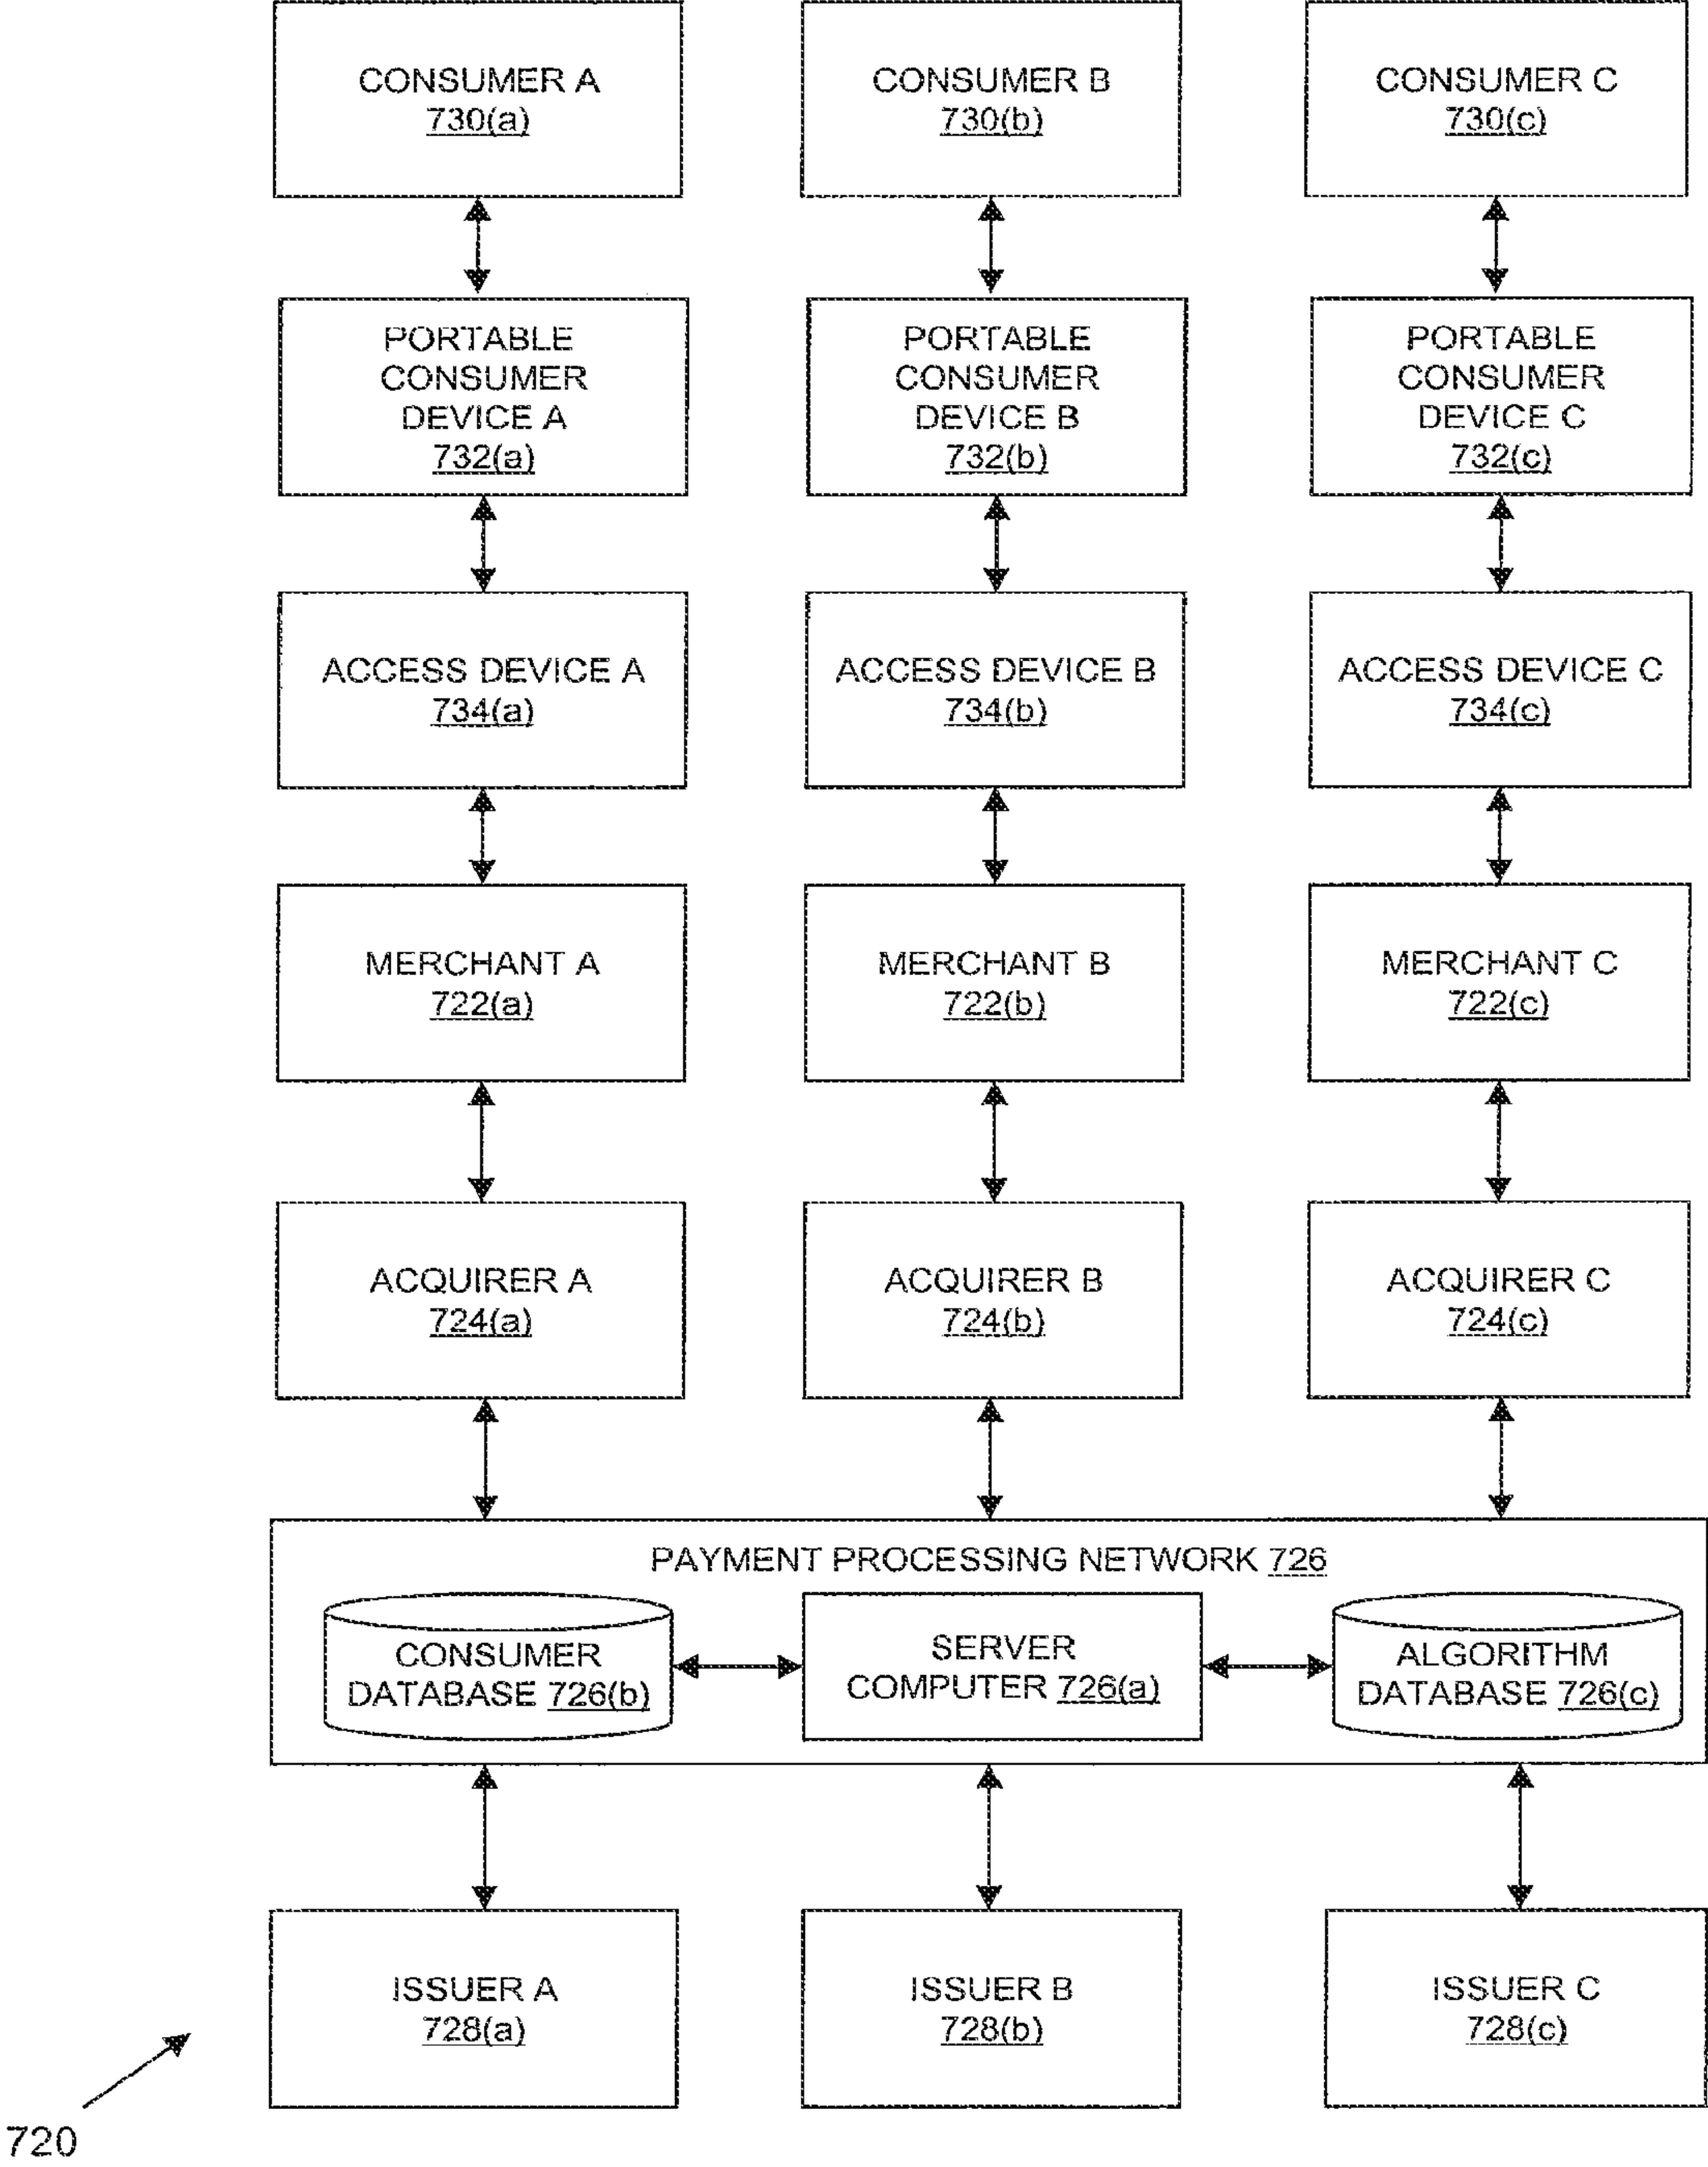 CONSUMER A
730(a)
CONSUMER B
730(b)
CONSUMER C
730(c)
PORTABLE
CONSUMER
DEVICE A
732(a)
PORTABLE
CONSUMER
DEVICE B
732(b)
PORTABLE
CONSUMER
DEVICE C
732(c)
ACCESS DEVICE A
734(a)
ACCESS DEVICE B
734(b)
ACCESS DEVICE C
734(c)
MERCHANT A
722(a)
MERCHANT B
722(b)
MERCHANT C
722(c)
ACQUIRER A
724(a)
ACQUIRER B
724(b)
ACQUIRER C
724(c)
PAYMENT PROCESSING NETWORK 726
CONSUMER
DATABASE 726(b)
SERVER
COMPUTER 726(a)
ALGORITHM
DATABASE 726(c)
ISSUER A
728(a)
ISSUER B
728(b)
ISSUER C
728(c)
720